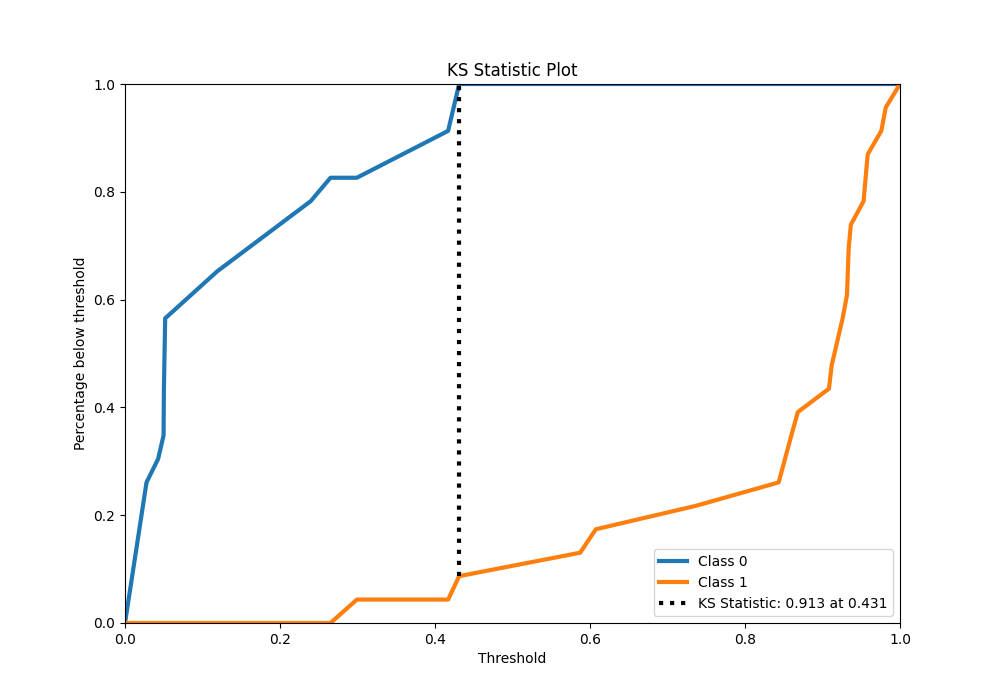 KS Statistic Plot
1.0
0.8
0.6
0.4
0.2
0.0
Percentage below threshold
0.0 0.2 0.4 0.6 0.8 1.0
Threshold
Class 0
Class 1
KS Statistic: 0.913 at 0.431